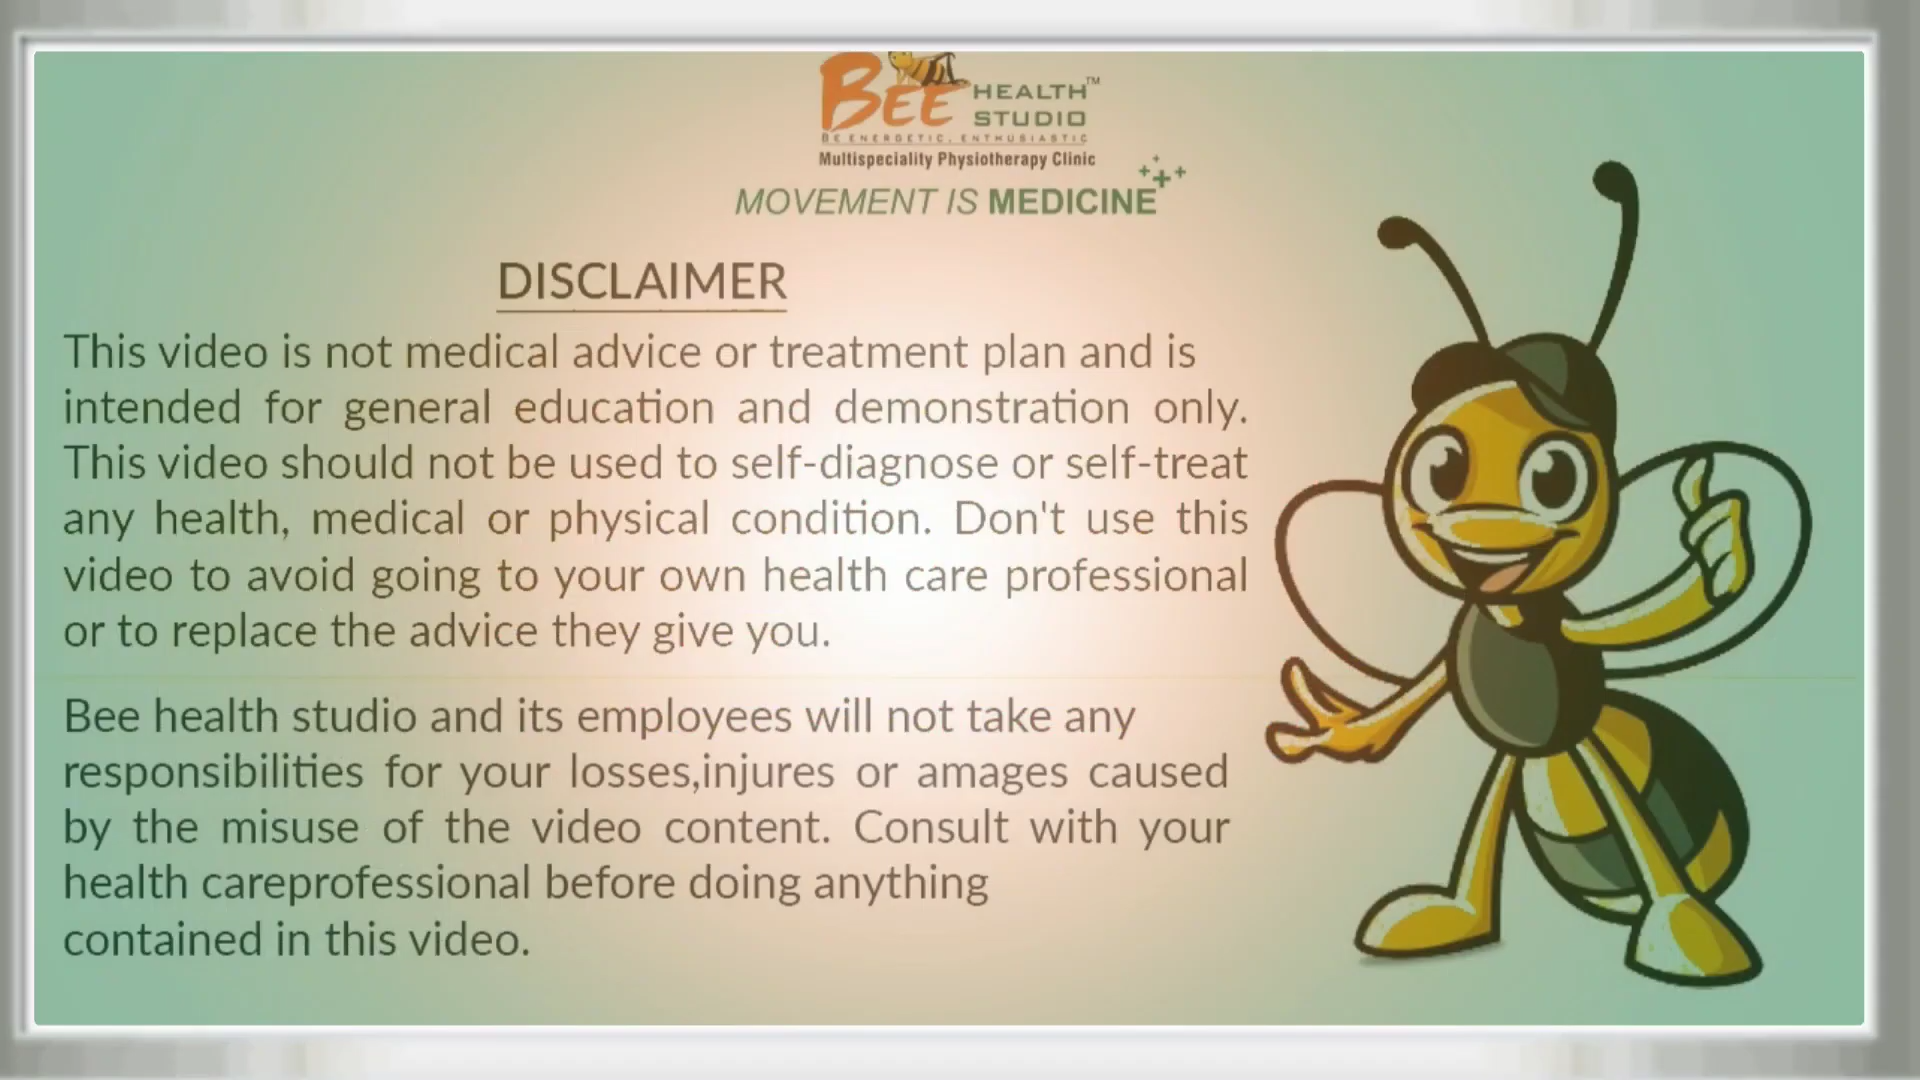 BEE HEALTH STUDIO™
BE ENERGETIC, ENTHUSIASTIC
Multispeciality Physiotherapy Clinic
MOVEMENT IS MEDICINE
DISCLAIMER
This video is not medical advice or treatment plan and is
intended for general education and demonstration only.
This video should not be used to self-diagnose or self-treat
any health, medical or physical condition. Don't use this
video to avoid going to your own health care professional
or to replace the advice they give you.
Bee health studio and its employees will not take any
responsibilities for your losses,injures or amages caused
by the misuse of the video content. Consult with your
health careprofessional before doing anything
contained in this video.